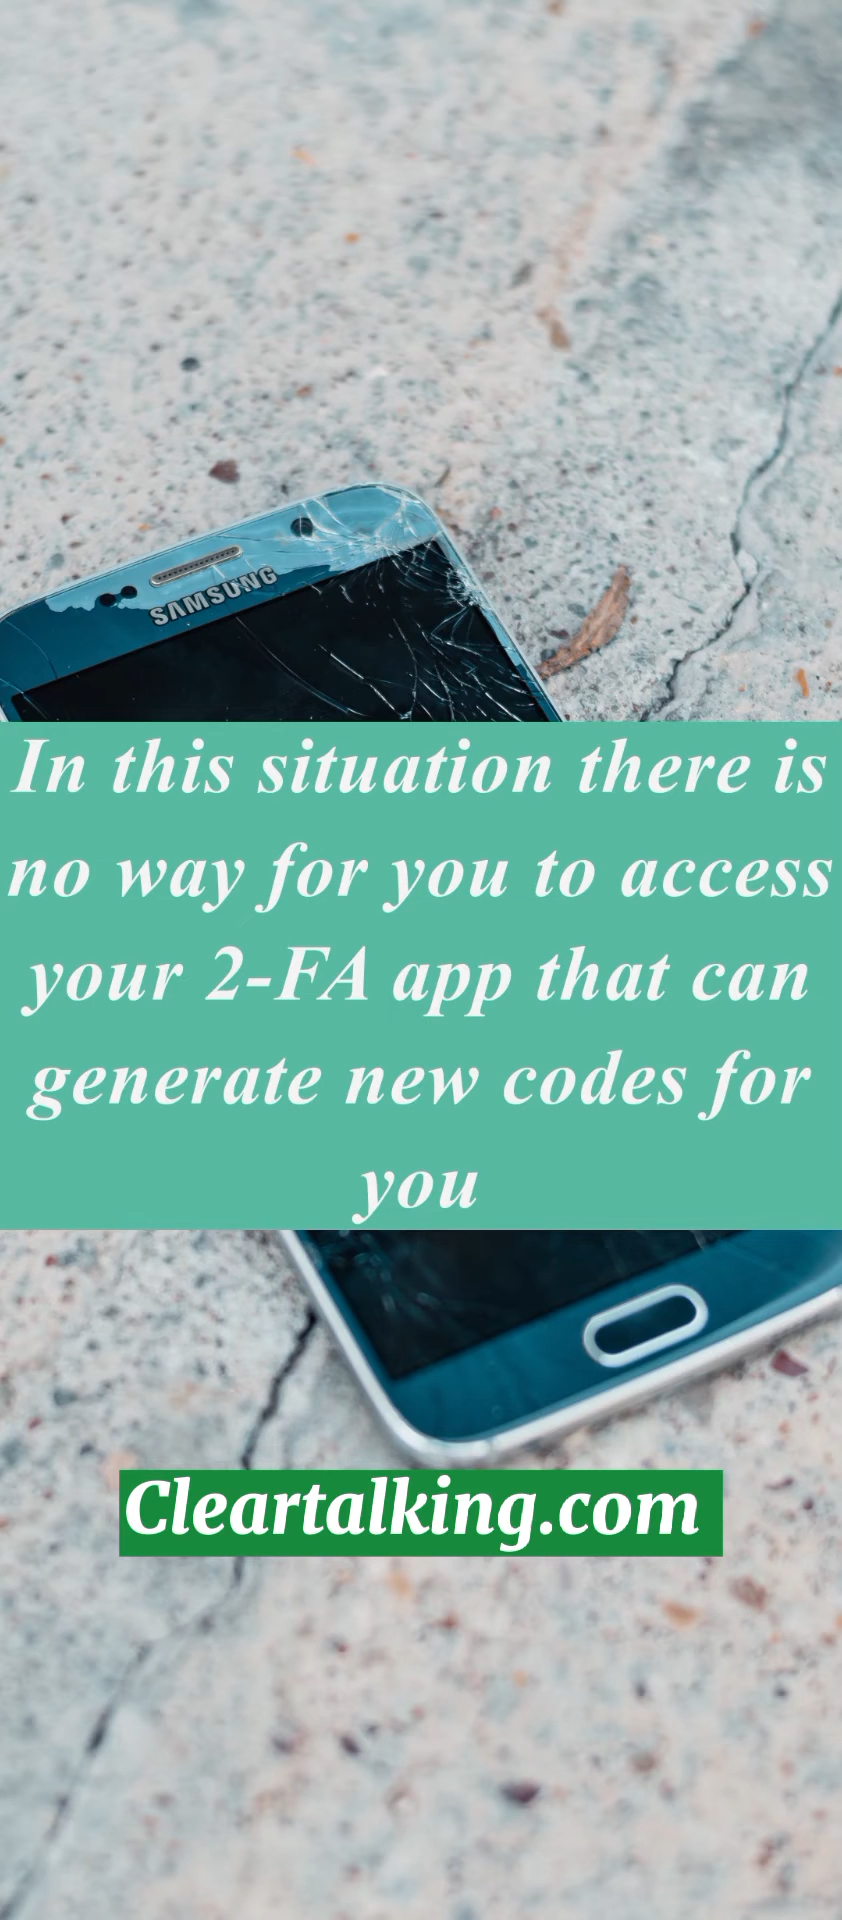 SAMSUNG
In this situation there is
no way for you to access
your 2-FA app that can
generate new codes for
you
Cleartalking.com